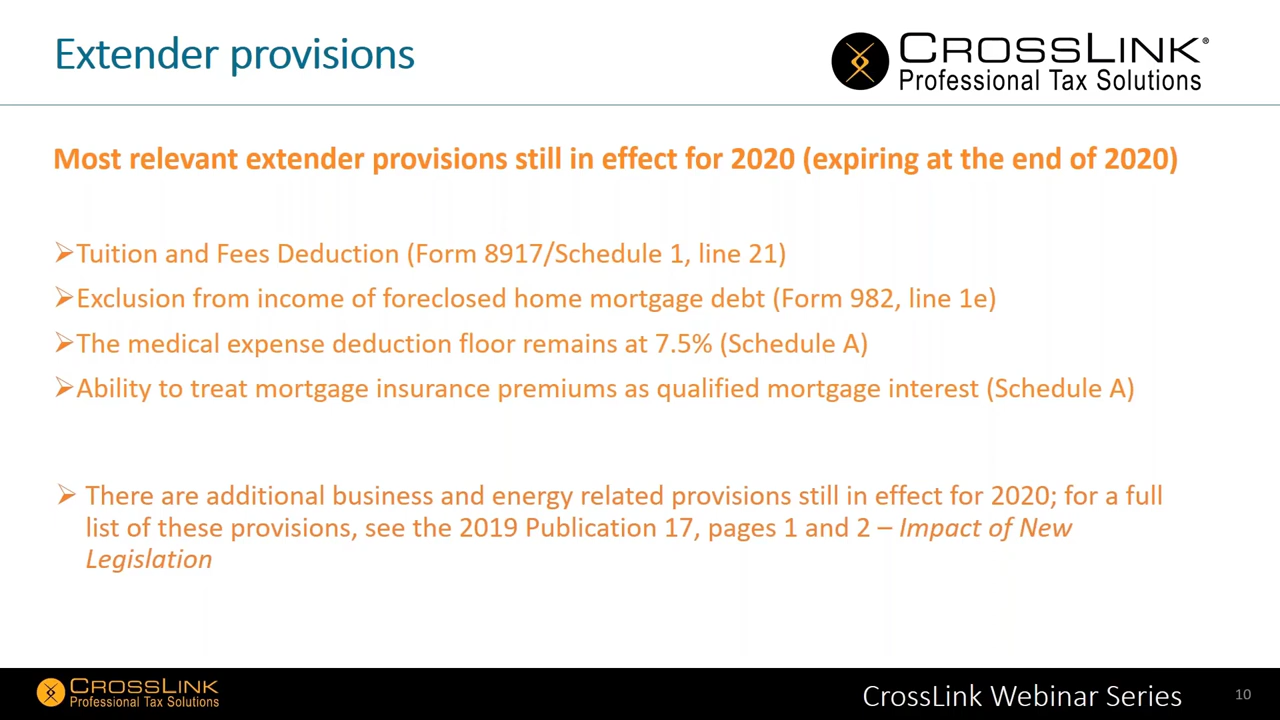 Extender provisions
CROSSLINK®
Professional Tax Solutions
Most relevant extender provisions still in effect for 2020 (expiring at the end of 2020)
➢Tuition and Fees Deduction (Form 8917/Schedule 1, line 21)
➢Exclusion from income of foreclosed home mortgage debt (Form 982, line 1e)
➢The medical expense deduction floor remains at 7.5% (Schedule A)
➢Ability to treat mortgage insurance premiums as qualified mortgage interest (Schedule A)
➢ There are additional business and energy related provisions still in effect for 2020; for a full
list of these provisions, see the 2019 Publication 17, pages 1 and 2 – Impact of New
Legislation
CROSSLINK
Professional Tax Solutions
CrossLink Webinar Series
10